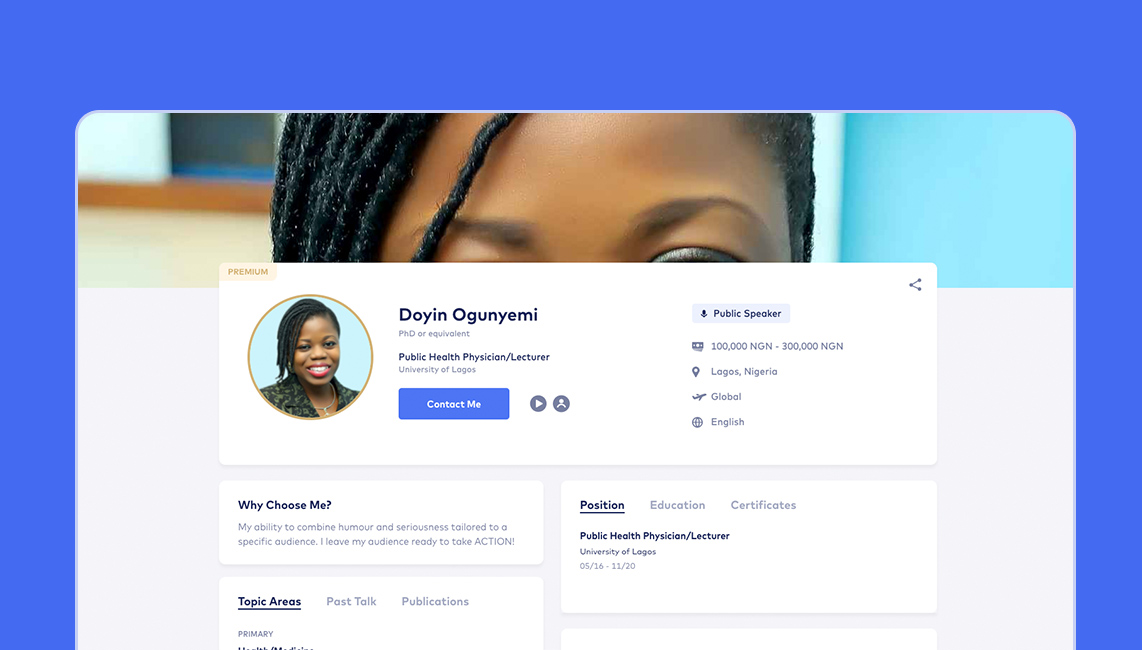 PREMIUM
Doyin Ogunyemi
PhD or equivalent
Public Health Physician/Lecturer
University of Lagos
Contact Me
Public Speaker
100,000 NGN - 300,000 NGN
Lagos, Nigeria
Global
English
Why Choose Me?
My ability to combine humour and seriousness tailored to a
specific audience. I leave my audience ready to take ACTION!
Position Education Certificates
Public Health Physician/Lecturer
University of Lagos
05/16 - 11/20
Topic Areas Past Talk Publications
PRIMARY
Health/Medicine